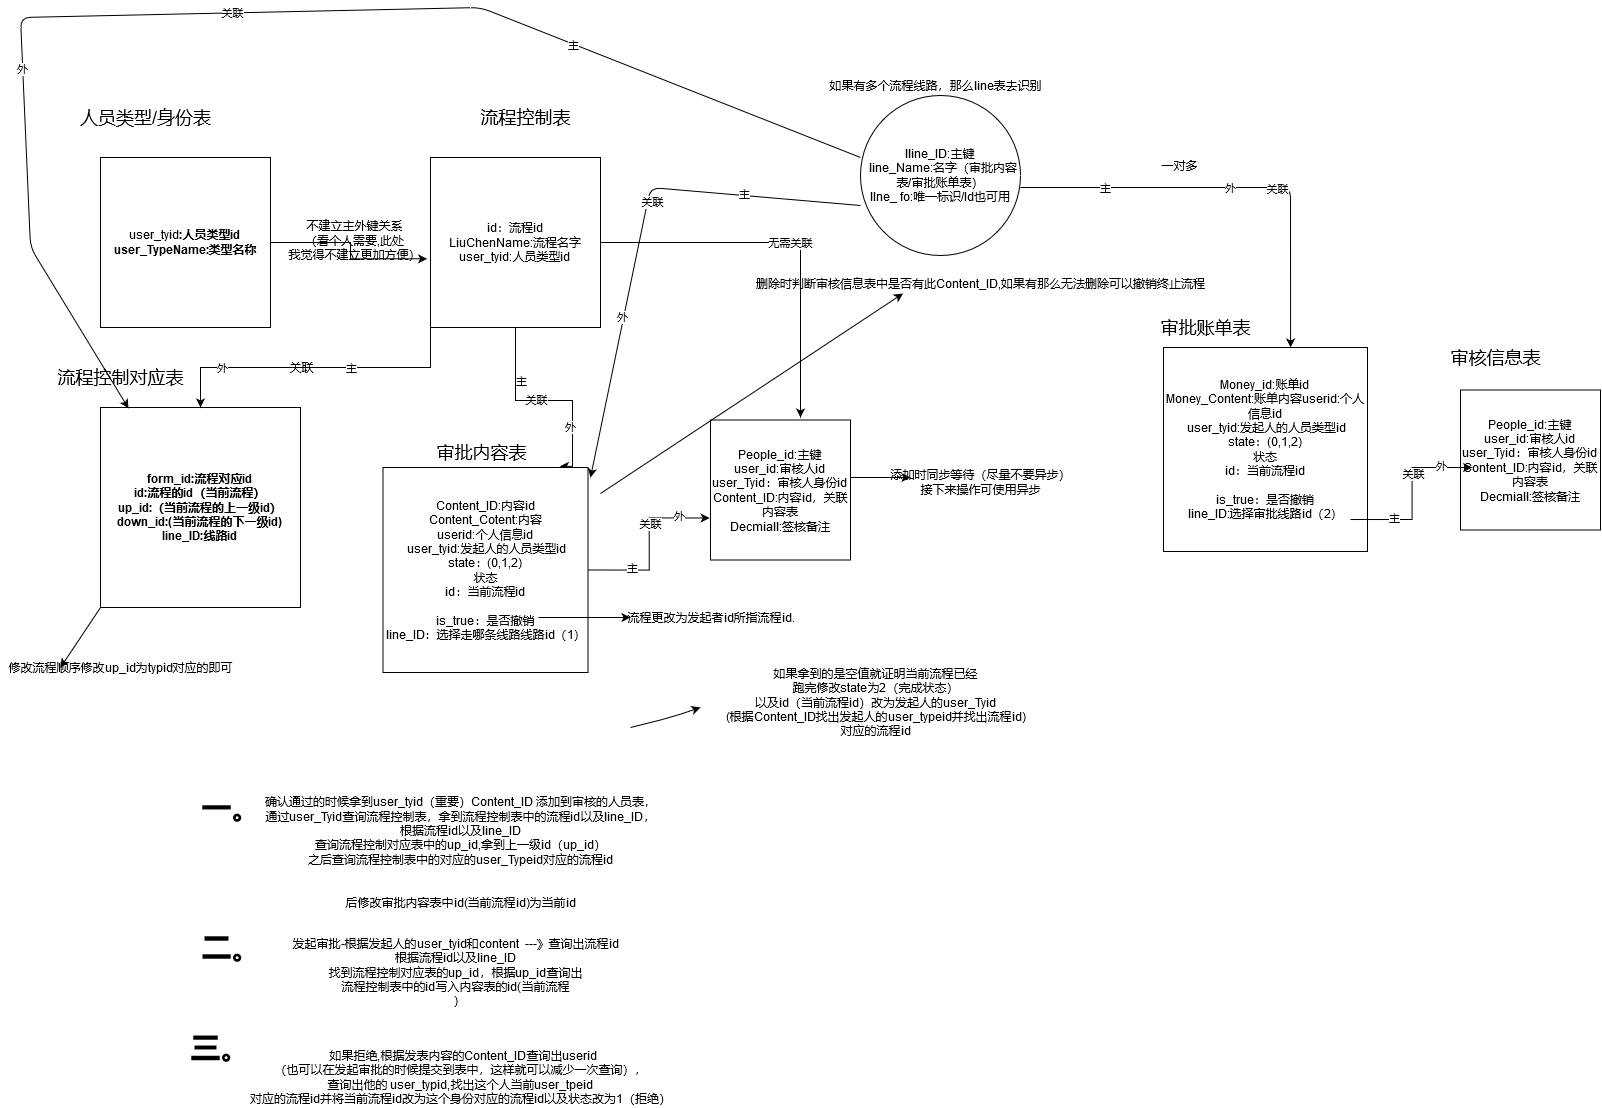 关联
主
外
如果有多个流程线路，那么line表去识别
人员类型/身份表
流程控制表
lline_ID:主键
line_Name:名字（审批内容
表/审批账单表）
lIne_ fo:唯一标识/Id也可用
一对多
主
外
关联
主
关联
外
user_tyid:人员类型id
user_TypeName:类型名称
不建立主外键关系
（看个人需要,此处
我觉得不建立更加方便）
id：流程id
LiuChenName:流程名字
user_tyid:人员类型id
无需关联
删除时判断审核信息表中是否有此Content_ID,如果有那么无法删除可以撤销终止流程
外
关联
主
流程控制对应表
form_id:流程对应id
id:流程的id（当前流程）
up_id:（当前流程的上一级id）
down_id:(当前流程的下一级id)
line_ID:线路id
修改流程顺序修改up_id为typid对应的即可
主
关联
外
审批内容表
Content_ID:内容id
Content_Cotent:内容
userid:个人信息id
user_tyid:发起人的人员类型id
state：(0,1,2）
状态
id：当前流程id
is_true：是否撤销
line_ID：选择走哪条线路线路id（1）
主
关联
外
People_id:主键
user_id:审核人id
user_Tyid：审核人身份id
Content_ID:内容id，关联
内容表
Decmiall:签核备注
添加时同步等待（尽量不要异步）
接下来操作可使用异步
流程更改为发起者id所指流程id.
审批账单表
Money_id:账单id
Money_Content:账单内容userid:个人
信息id
user_tyid:发起人的人员类型id
state：(0,1,2）
状态
id：当前流程id
is_true：是否撤销
line_ID:选择审批线路id（2）
主
关联
外
审核信息表
People_id:主键
user_id:审核人id
user_Tyid：审核人身份id
Content_ID:内容id，关联
内容表
Decmiall:签核备注
如果拿到的是空值就证明当前流程已经
跑完修改state为2（完成状态）
以及id（当前流程id）改为发起人的user_Tyid
(根据Content_ID找出发起人的user_typeid并找出流程id)
对应的流程id
一。
确认通过的时候拿到user_tyid（重要）Content_ID 添加到审核的人员表，
通过user_Tyid查询流程控制表，拿到流程控制表中的流程id以及line_ID，
根据流程id以及line_ID
查询流程控制对应表中的up_id,拿到上一级id（up_id）
之后查询流程控制表中的对应的user_Typeid对应的流程id
后修改审批内容表中id(当前流程id)为当前id
二。
发起审批-根据发起人的user_tyid和content ---》查询出流程id
根据流程id以及line_ID
找到流程控制对应表的up_id，根据up_id查询出
流程控制表中的id写入内容表的id(当前流程
）
三。
如果拒绝,根据发表内容的Content_ID查询出userid
（也可以在发起审批的时候提交到表中，这样就可以减少一次查询），
查询出他的 user_typid,找出这个人当前user_tpeid
对应的流程id并将当前流程id改为这个身份对应的流程id以及状态改为1（拒绝）